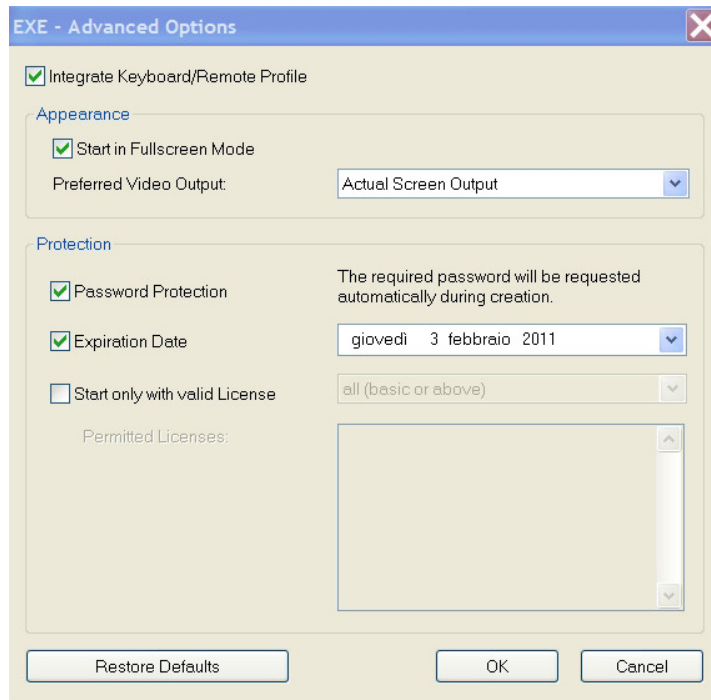 EXE - Advanced Options
Integrate Keyboard/Remote Profile
Appearance
Start in Fullscreen Mode
Preferred Video Output:
Actual Screen Output
Protection
Password Protection
The required password will be requested
automatically during creation.
Expiration Date
giovedì 3 febbraio 2011
Start only with valid License
all (basic or above)
Permitted Licenses:
Restore Defaults
OK
Cancel